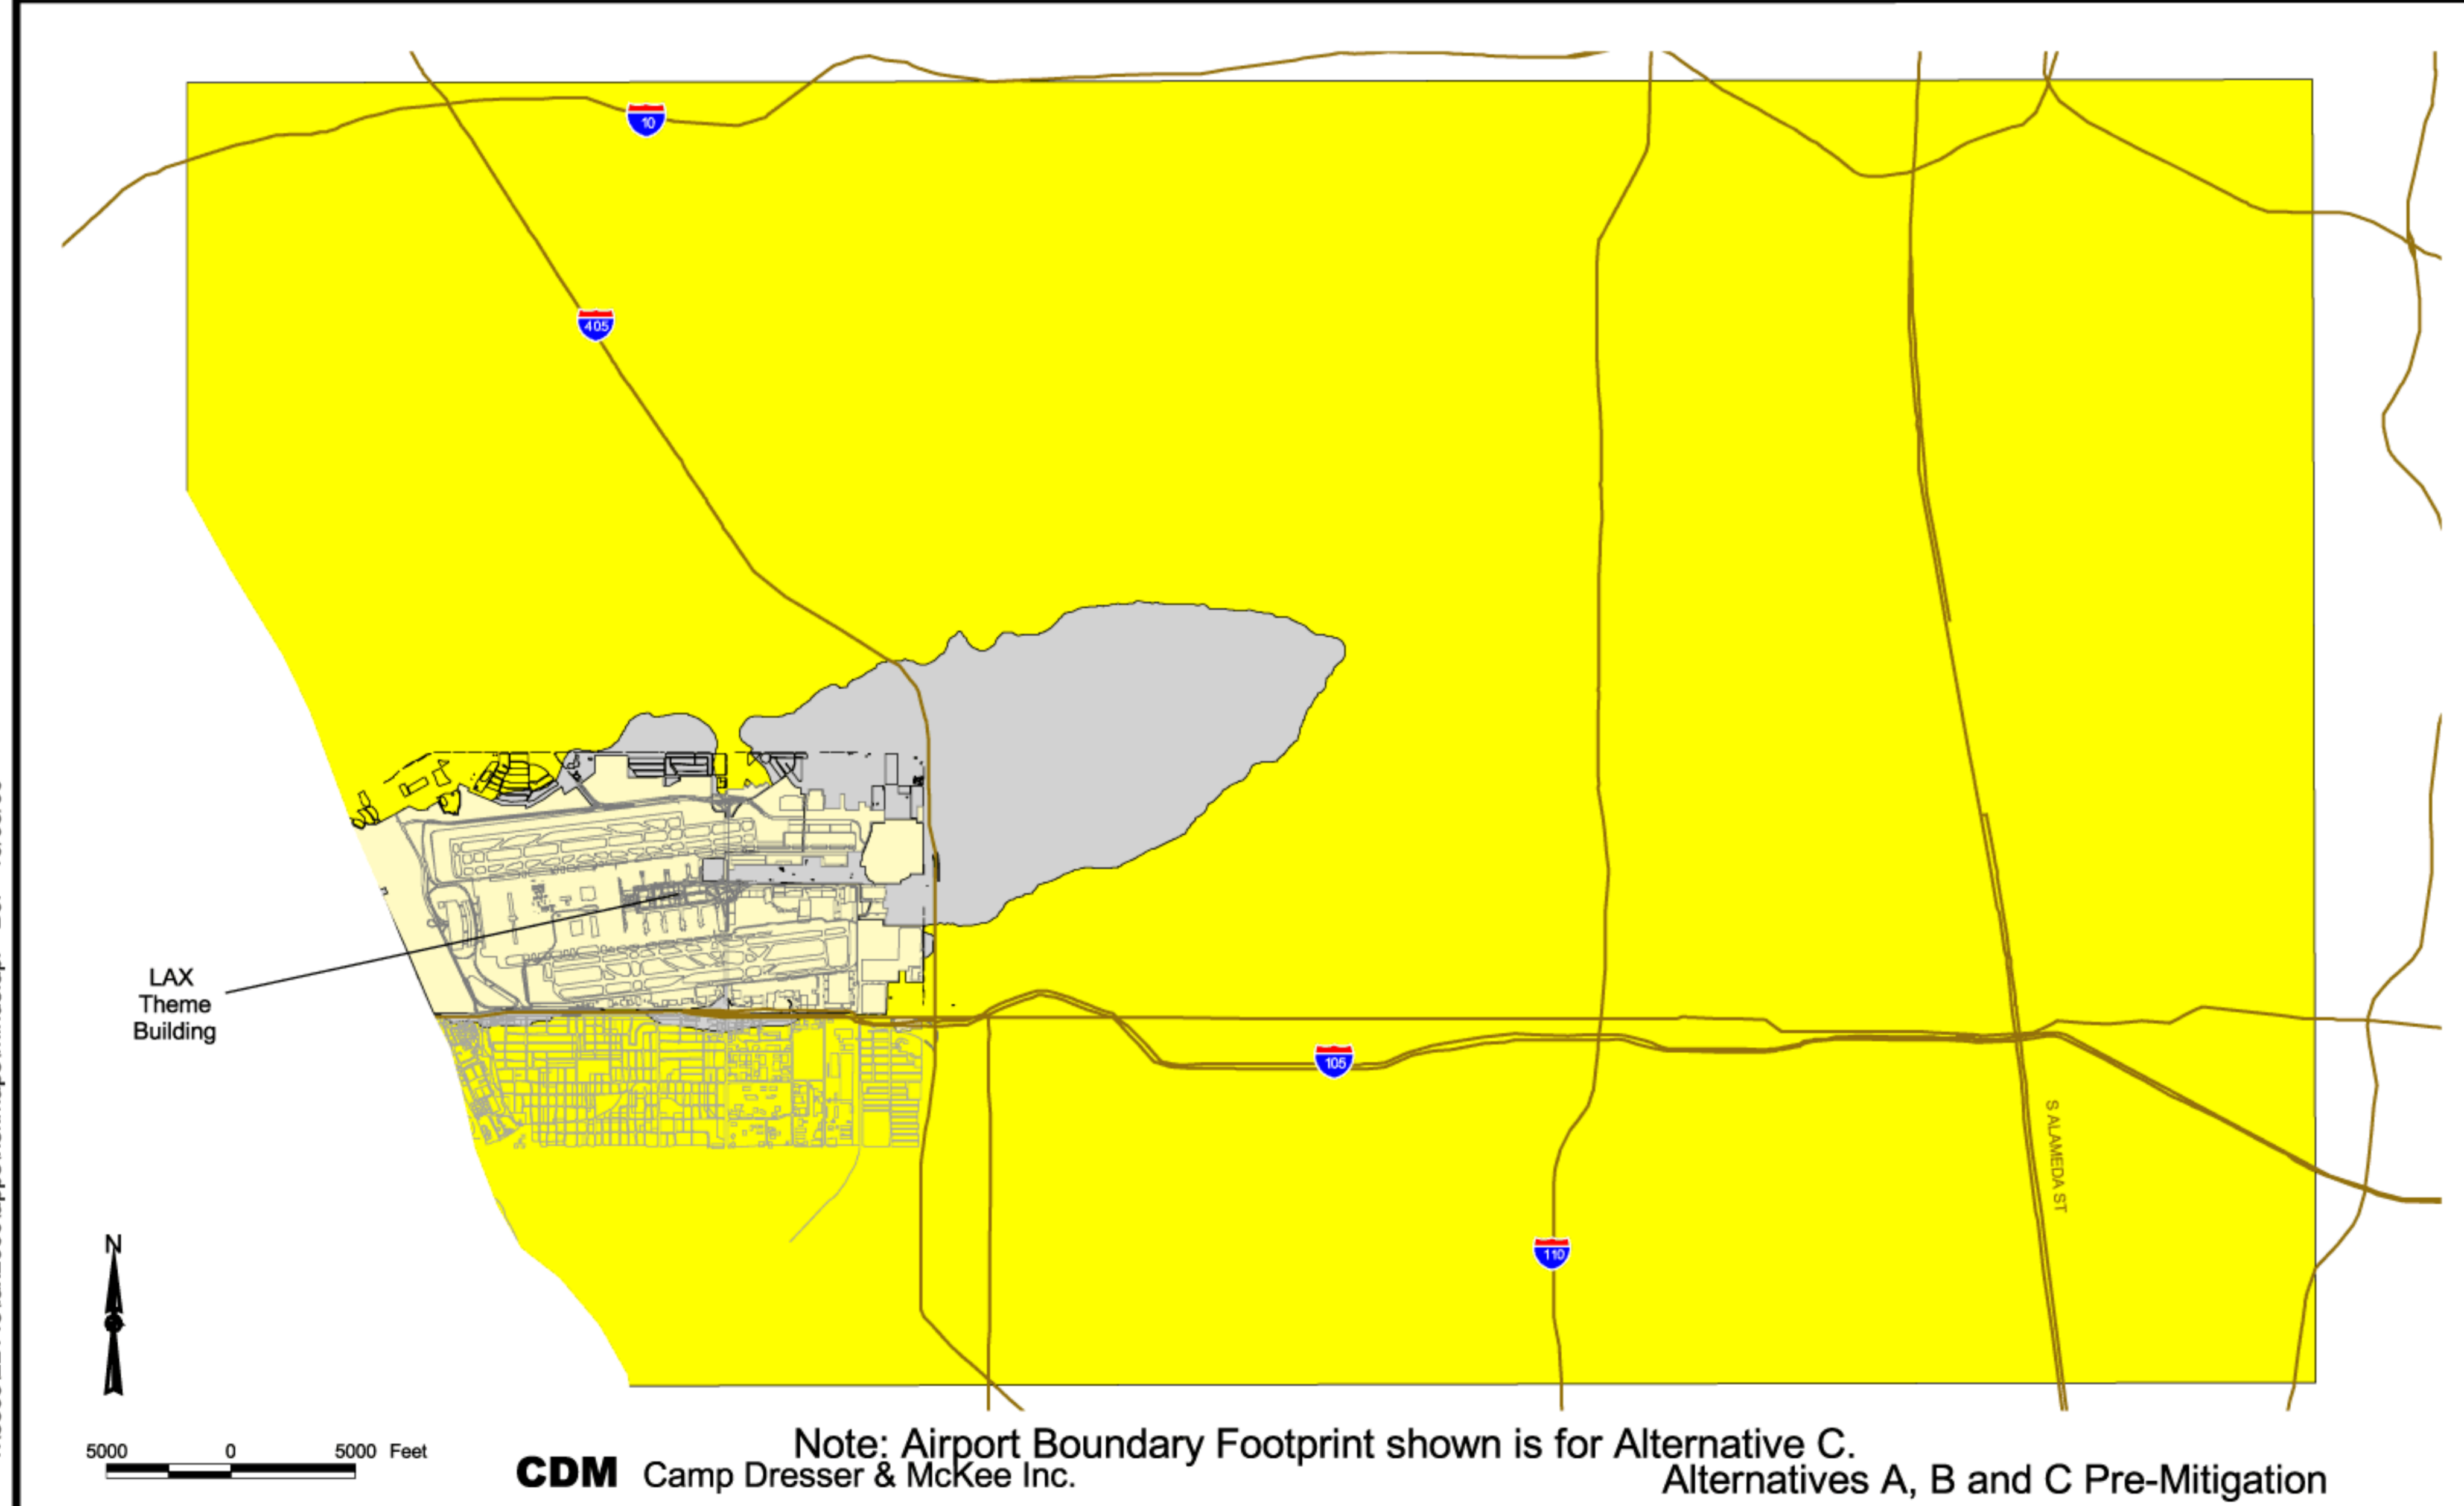 10
405
LAX
Theme
Building
105
S ALAMEDA ST
N
110
5000 0 5000 Feet
Note: Airport Boundary Footprint shown is for Alternative C.
CDM Camp Dresser & McKee Inc.
Alternatives A, B and C Pre-Mitigation